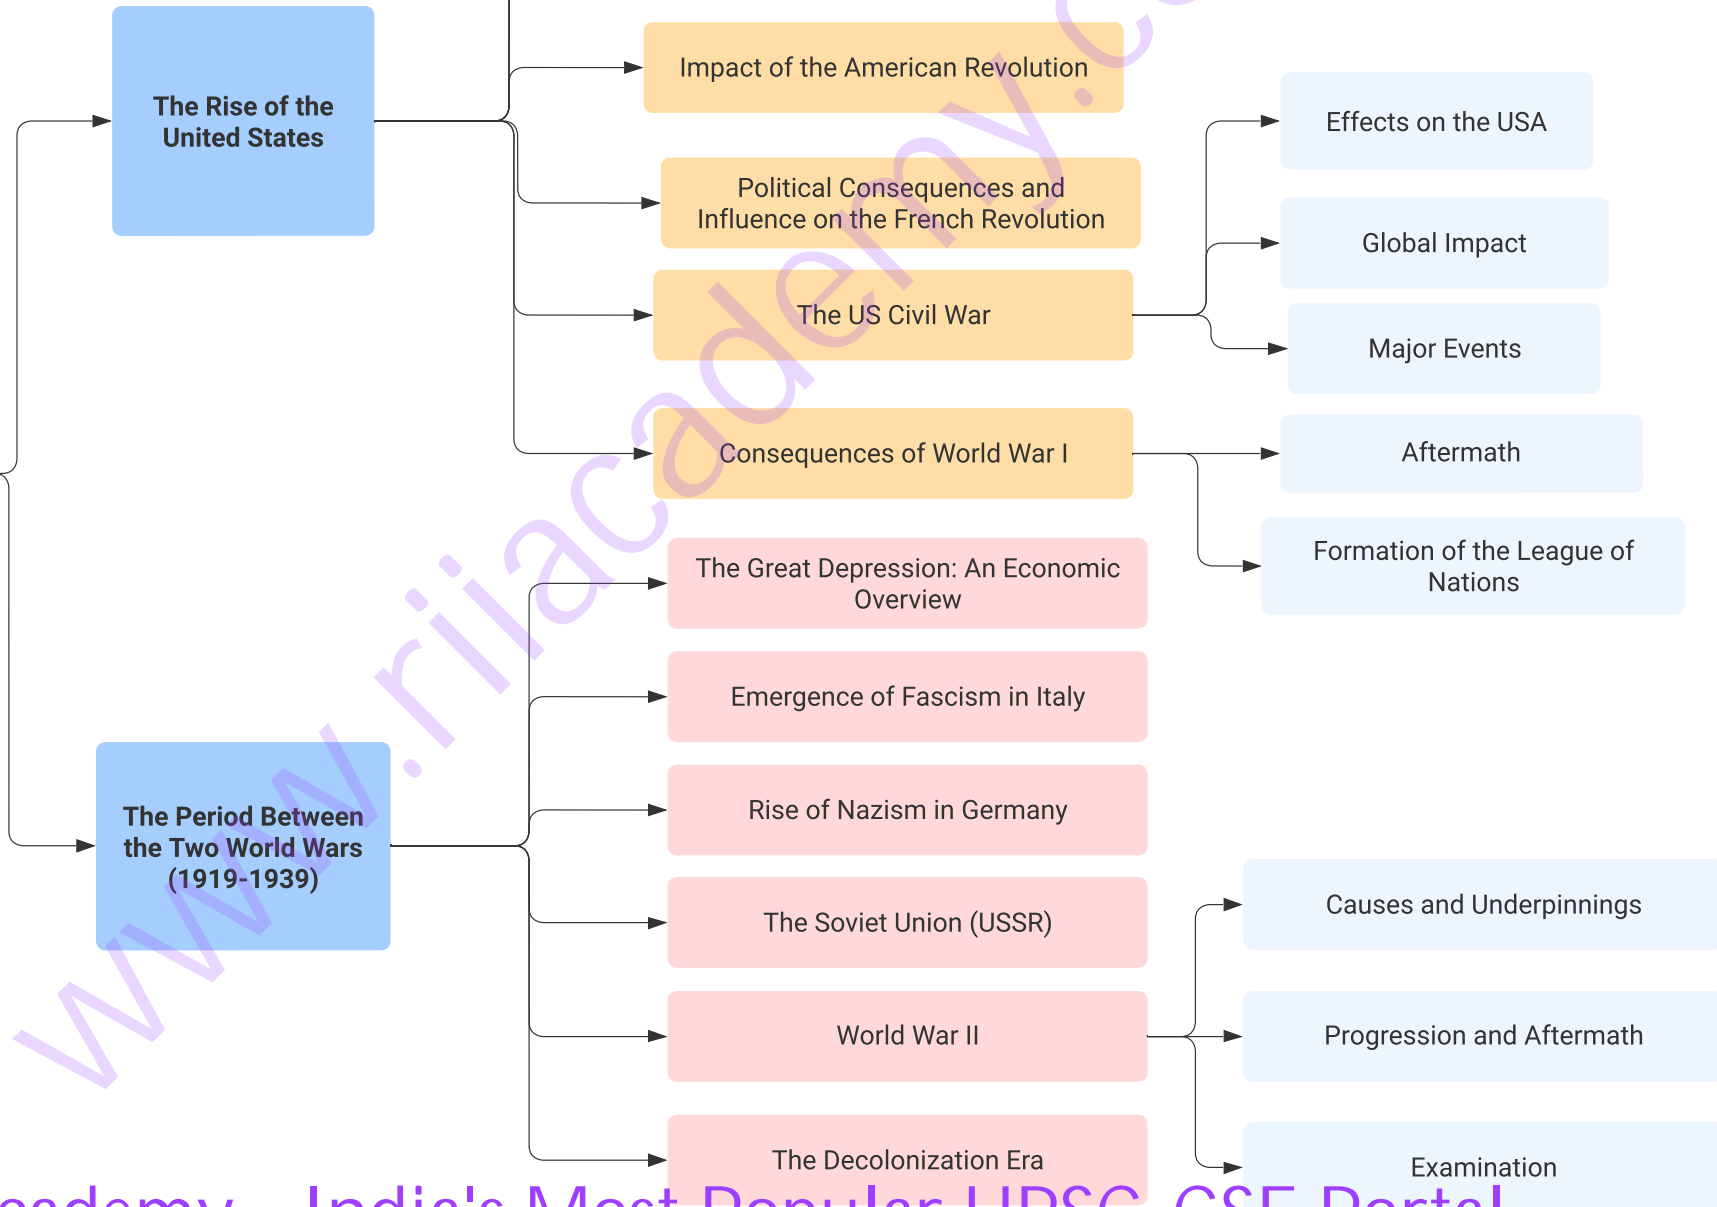 The Rise of the
United States
Impact of the American Revolution
Political Consequences and
Influence on the French Revolution
The US Civil War
Effects on the USA
Global Impact
Major Events
Consequences of World War I
Aftermath
Formation of the League of
Nations
The Period Between
the Two World Wars
(1919-1939)
The Great Depression: An Economic
Overview
Emergence of Fascism in Italy
Rise of Nazism in Germany
The Soviet Union (USSR)
World War II
Causes and Underpinnings
Progression and Aftermath
Examination
The Decolonization Era
India's Most Popular UPSC CSE Portal